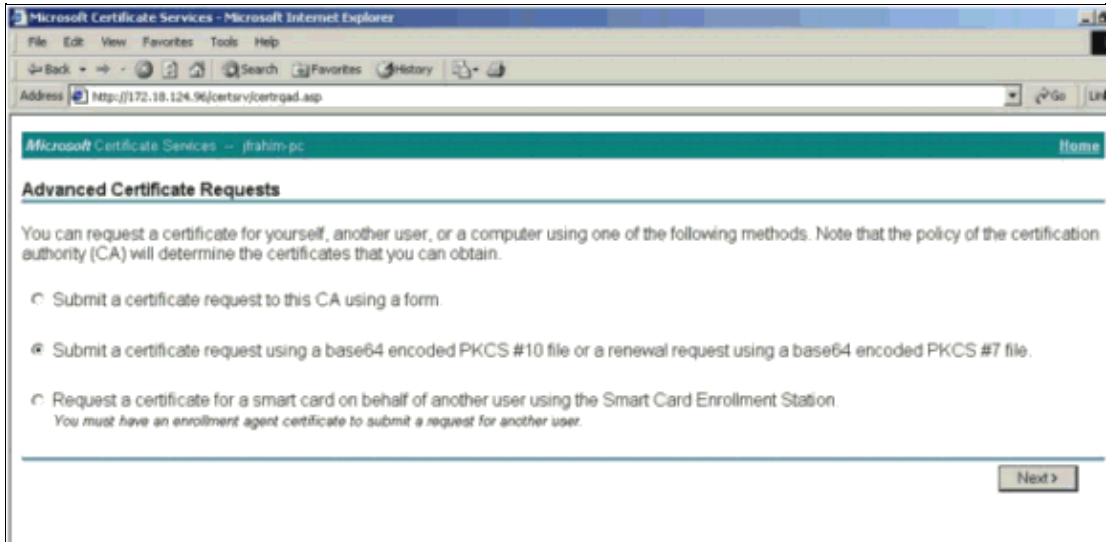 Microsoft Certificate Services - Microsoft Internet Explorer
File Edit View Favorites Tools Help
Back Search Favorites History
Address http://172.18.124.96/certsrv/certrqad.asp Go
Microsoft Certificate Services -- jfrahim-pc Home
Advanced Certificate Requests
You can request a certificate for yourself, another user, or a computer using one of the following methods. Note that the policy of the certification
authority (CA) will determine the certificates that you can obtain.
Submit a certificate request to this CA using a form.
Submit a certificate request using a base64 encoded PKCS #10 file or a renewal request using a base64 encoded PKCS #7 file.
Request a certificate for a smart card on behalf of another user using the Smart Card Enrollment Station.
You must have an enrollment agent certificate to submit a request for another user.
Next >